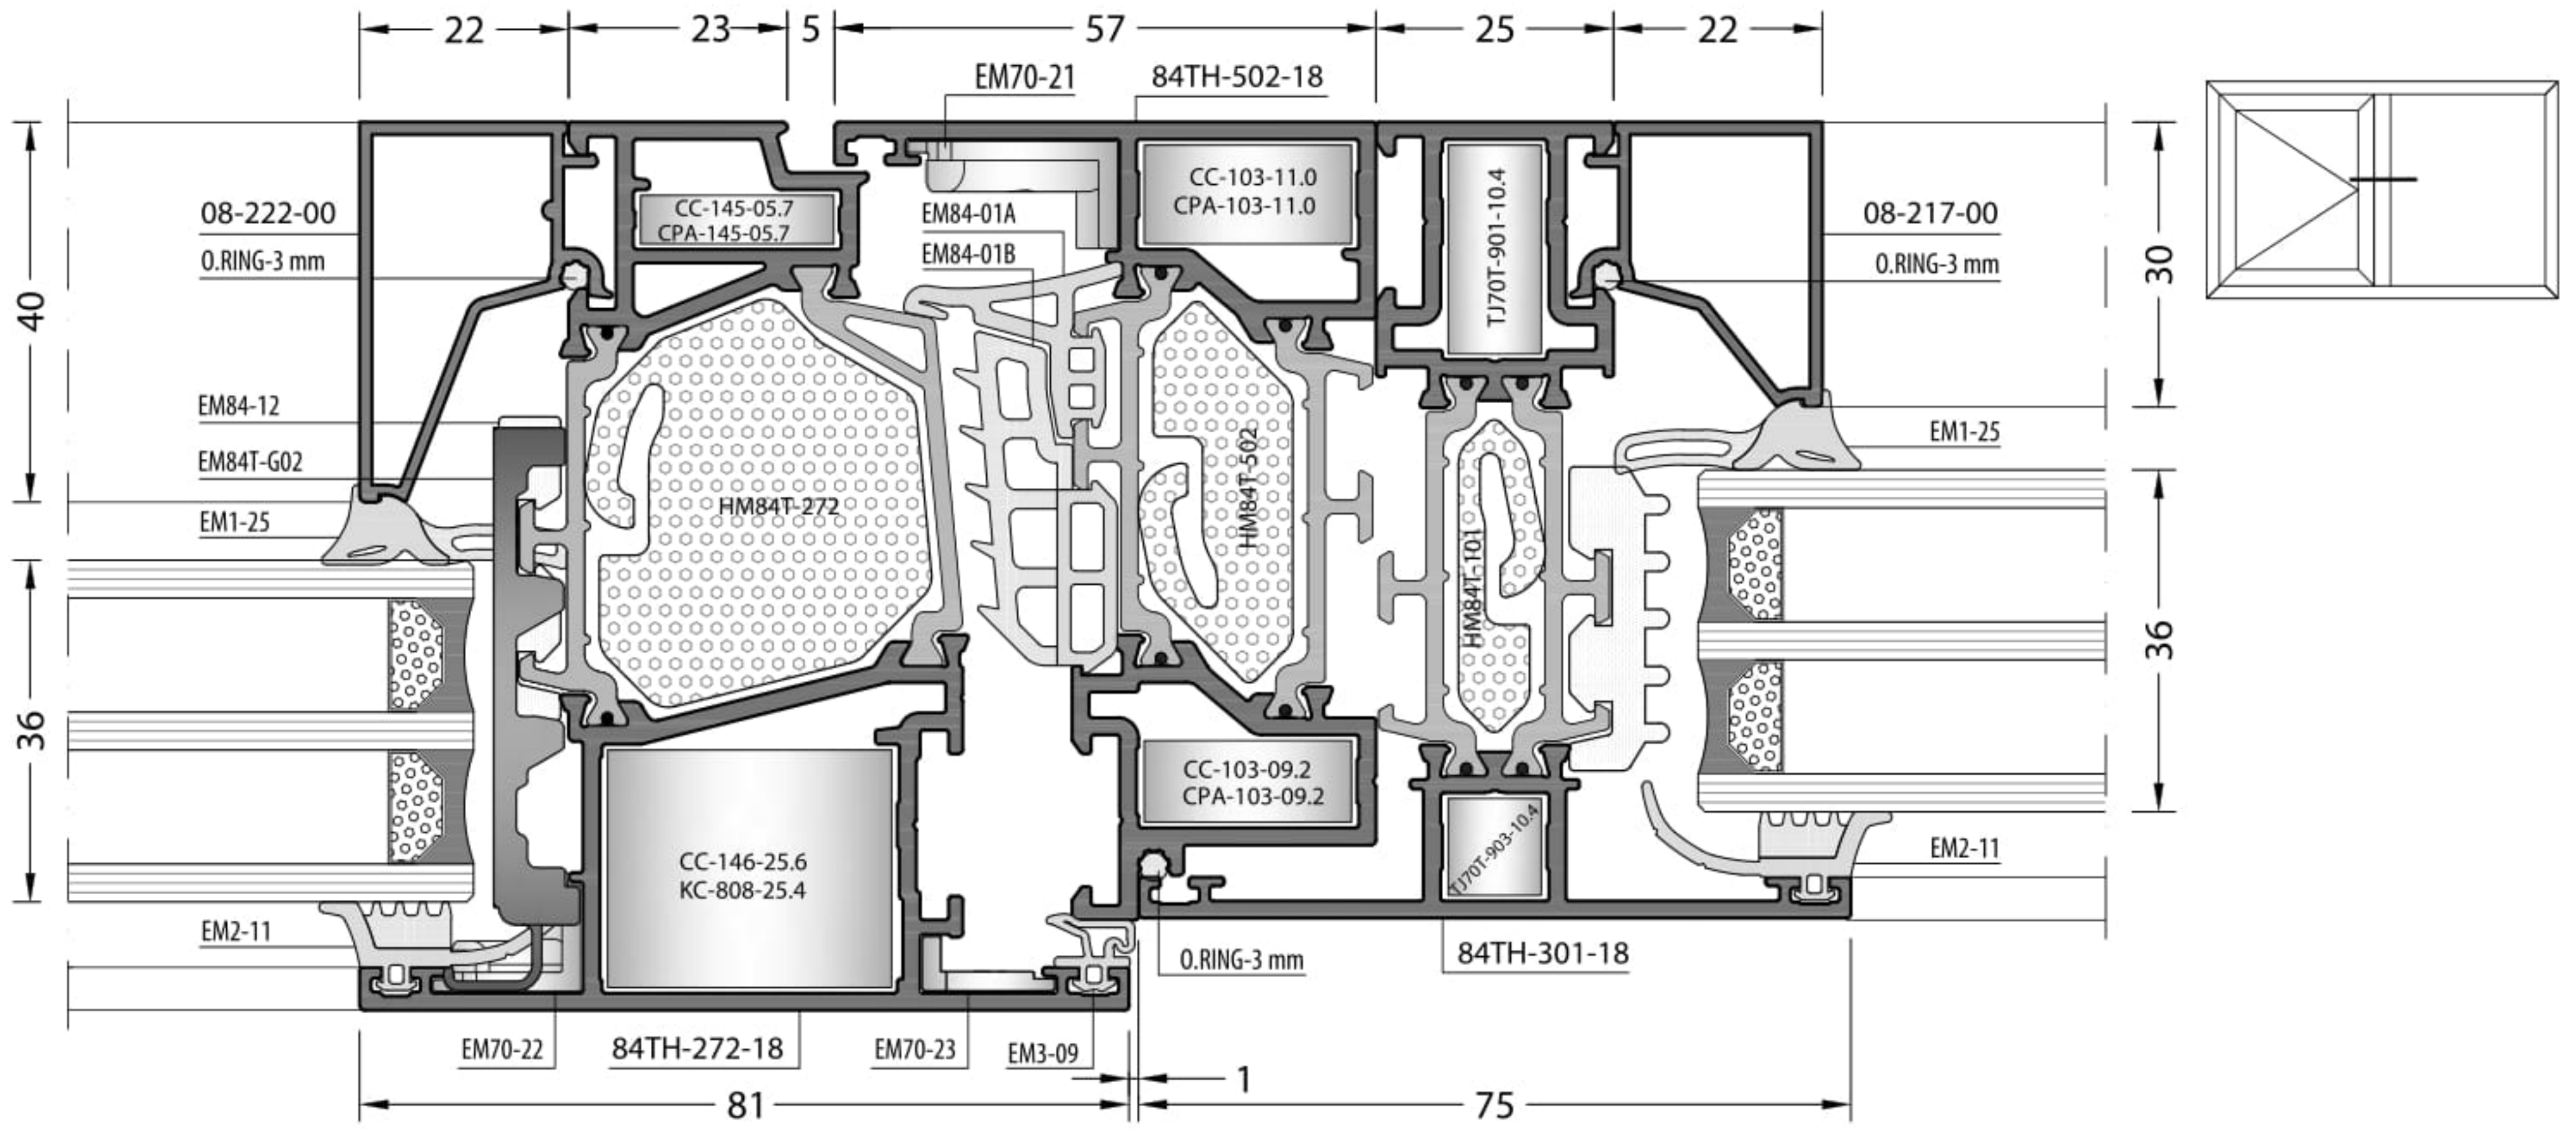 22
23
5
57
25
22
EM70-21
84TH-502-18
CC-103-11.0
CPA-103-11.0
TJ70T-901-10.4
CC-145-05.7
CPA-145-05.7
08-222-00
O.RING-3 mm
EM84-01A
EM84-01B
08-217-00
O.RING-3 mm
40
30
EM84-12
EM84T-G02
EM1-25
EM1-25
HM84T-272
HM84T-502
HM84T-101
36
36
CC-103-09.2
CPA-103-09.2
TJ70T-903-10.4
CC-146-25.6
KC-808-25.4
EM2-11
EM2-11
O.RING-3 mm
84TH-301-18
EM70-22
84TH-272-18
EM70-23
EM3-09
1
81
75